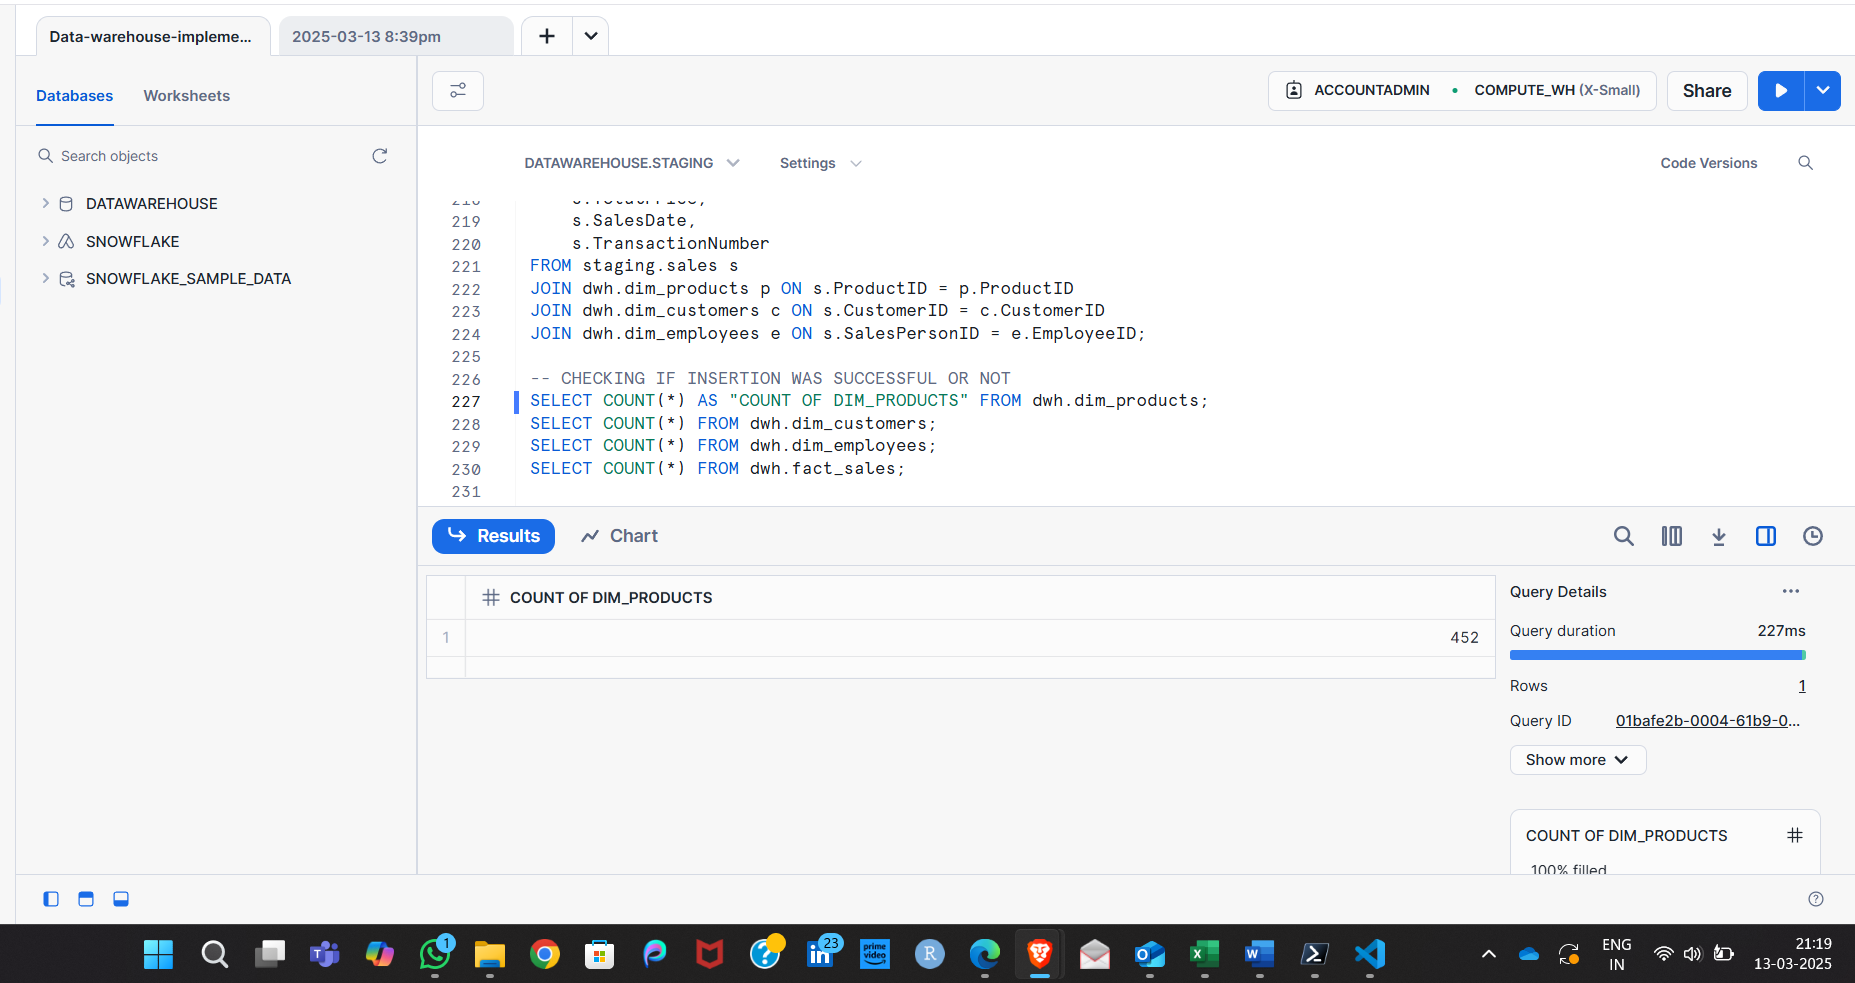 Data-warehouse-impleme...
2025-03-13 8:39pm
Databases
Worksheets
ACCOUNTADMIN
COMPUTE_WH (X-Small)
Share
Search objects
DATAWAREHOUSE
SNOWFLAKE
SNOWFLAKE_SAMPLE_DATA
DATAWAREHOUSE.STAGING
Settings
Code Versions
218 s.TotalPrice,
219 s.SalesDate,
220 s.TransactionNumber
221 FROM staging.sales s
222 JOIN dwh.dim_products p ON s.ProductID = p.ProductID
223 JOIN dwh.dim_customers c ON s.CustomerID = c.CustomerID
224 JOIN dwh.dim_employees e ON s.SalesPersonID = e.EmployeeID;
225
226 -- CHECKING IF INSERTION WAS SUCCESSFUL OR NOT
227 SELECT COUNT(*) AS "COUNT OF DIM_PRODUCTS" FROM dwh.dim_products;
228 SELECT COUNT(*) FROM dwh.dim_customers;
229 SELECT COUNT(*) FROM dwh.dim_employees;
230 SELECT COUNT(*) FROM dwh.fact_sales;
231
Results
Chart
COUNT OF DIM_PRODUCTS
1 452
Query Details
...
Query duration 227ms
Rows 1
Query ID 01bafe2b-0004-61b9-0...
Show more
COUNT OF DIM_PRODUCTS
100% filled
1
23
prime video
R
ENG
IN
21:19
13-03-2025